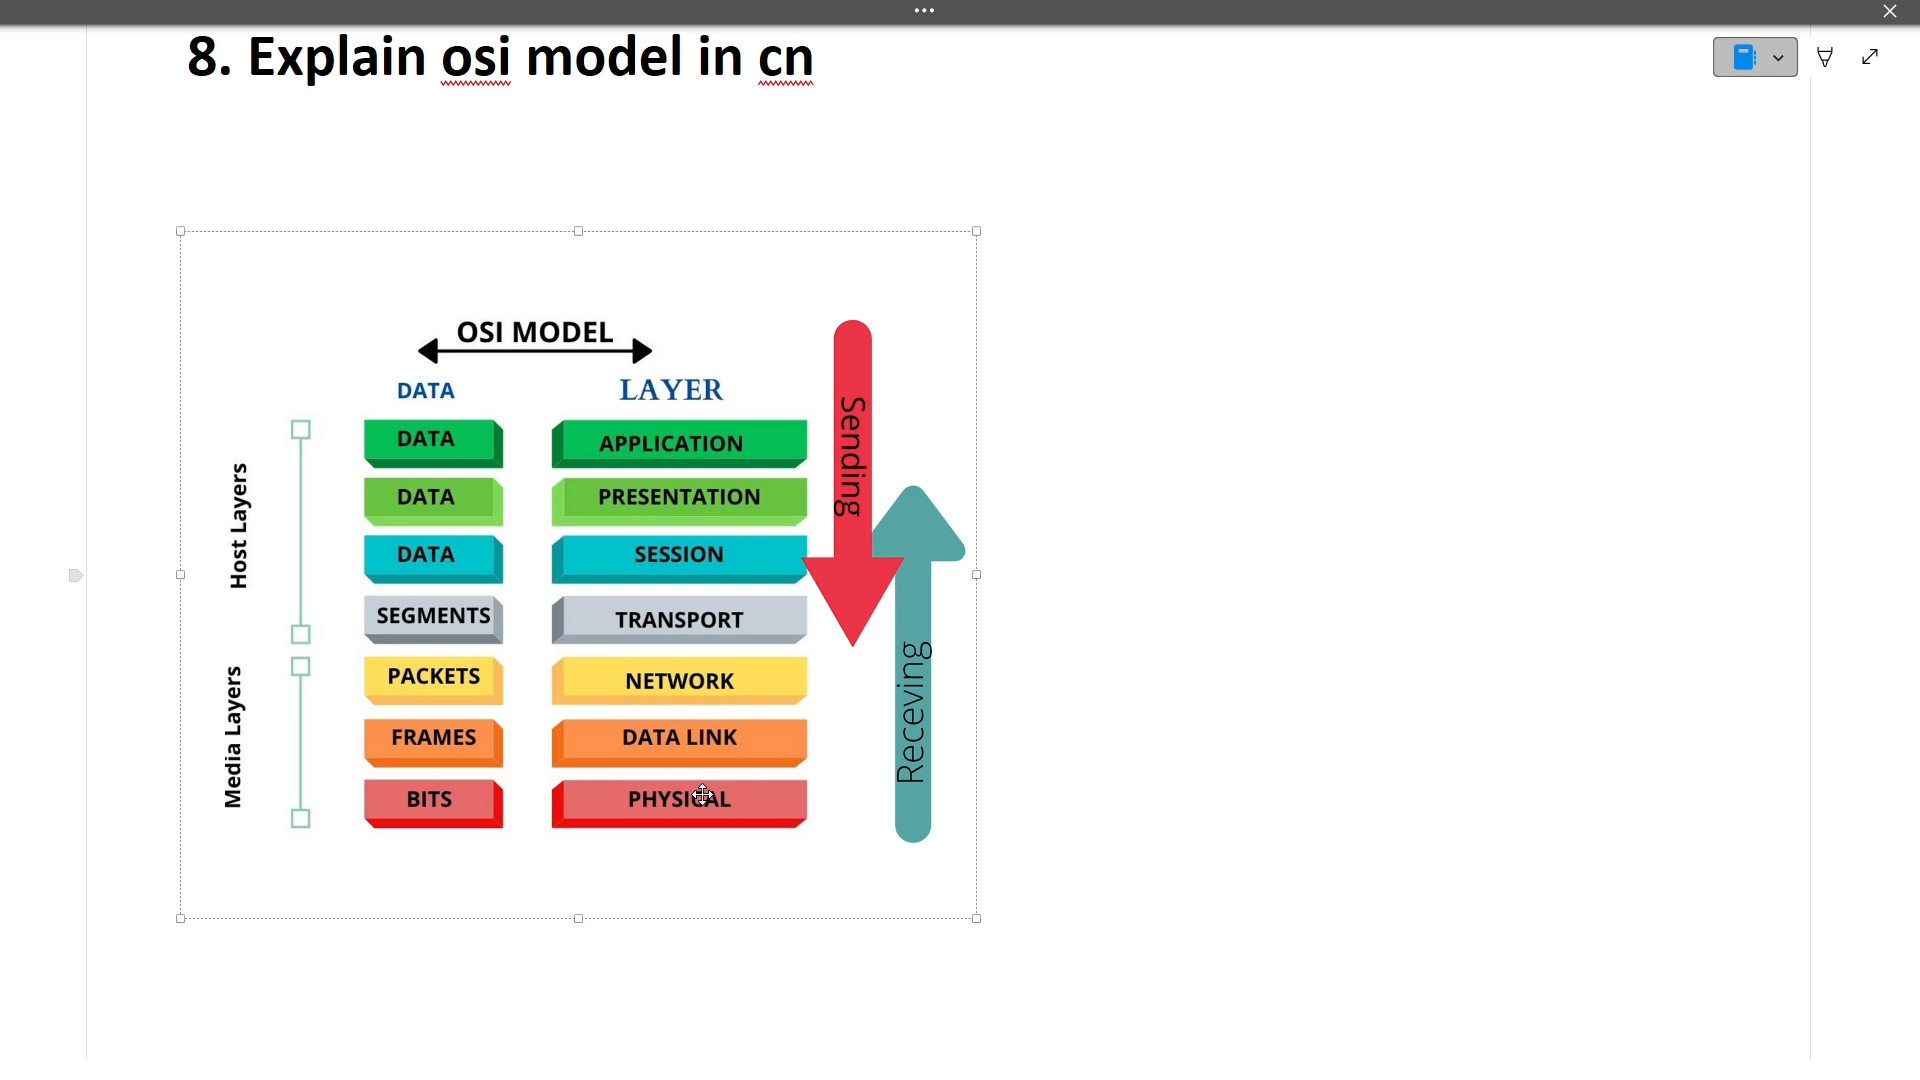 8. Explain osi model in cn
OSI MODEL
DATA LAYER
DATA APPLICATION
DATA PRESENTATION
DATA SESSION
SEGMENTS TRANSPORT
PACKETS NETWORK
FRAMES DATA LINK
BITS PHYSICAL
Host Layers
Media Layers
Sending
Receving